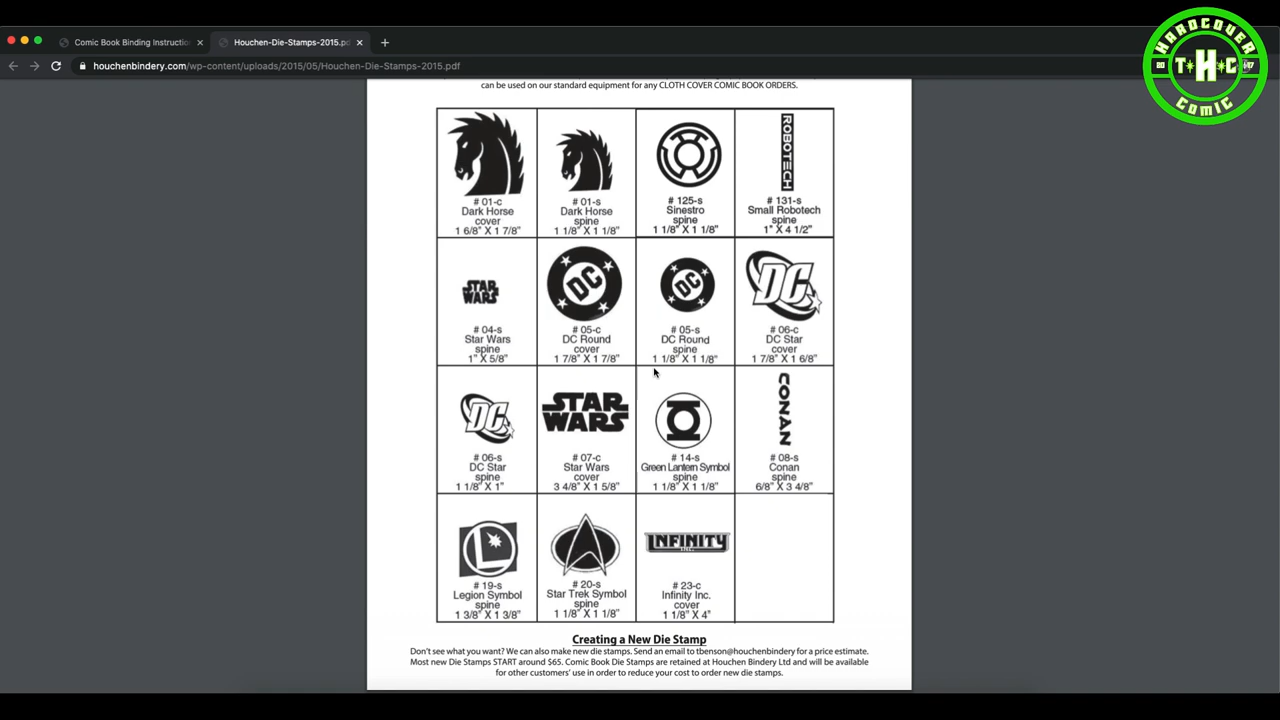 Comic Book Binding Instructio
Houchen-Die-Stamps-2015.pd
houchenbindery.com/wp-content/uploads/2015/05/Houchen-Die-Stamps-2015.pdf
HARDCOVER
20 T*H*C 17
COMIC
can be used on our standard equipment for any CLOTH COVER COMIC BOOK ORDERS.
# 01-c
Dark Horse
cover
1 6/8" X 1 7/8"
# 01-s
Dark Horse
spine
1 1/8" X 1 1/8"
# 125-s
Sinestro
spine
1 1/8" X 1 1/8"
ROBOTECH
# 131-s
Small Robotech
spine
1" X 4 1/2"
STAR
WARS
# 04-s
Star Wars
spine
1" X 5/8"
DC
# 05-c
DC Round
cover
1 7/8" X 1 7/8"
DC
# 05-s
DC Round
spine
1 1/8" X 1 1/8"
DC
# 06-c
DC Star
cover
1 7/8" X 1 6/8"
DC
# 06-s
DC Star
spine
1 1/8" X 1"
STAR
WARS
# 07-c
Star Wars
cover
3 4/8" X 1 5/8"
# 14-s
Green Lantern Symbol
spine
1 1/8" X 1 1/8"
CONAN
# 08-s
Conan
spine
6/8" X 3 4/8"
L
# 19-s
Legion Symbol
spine
1 3/8" X 1 3/8"
# 20-s
Star Trek Symbol
spine
1 1/8" X 1 1/8"
INFINITY
INC.
# 23-c
Infinity Inc.
cover
1 1/8" X 4"
Creating a New Die Stamp
Don't see what you want? We can also make new die stamps. Send an email to tbenson@houchenbindery for a price estimate.
Most new Die Stamps START around $65. Comic Book Die Stamps are retained at Houchen Bindery Ltd and will be available
for other customers' use in order to reduce your cost to order new die stamps.